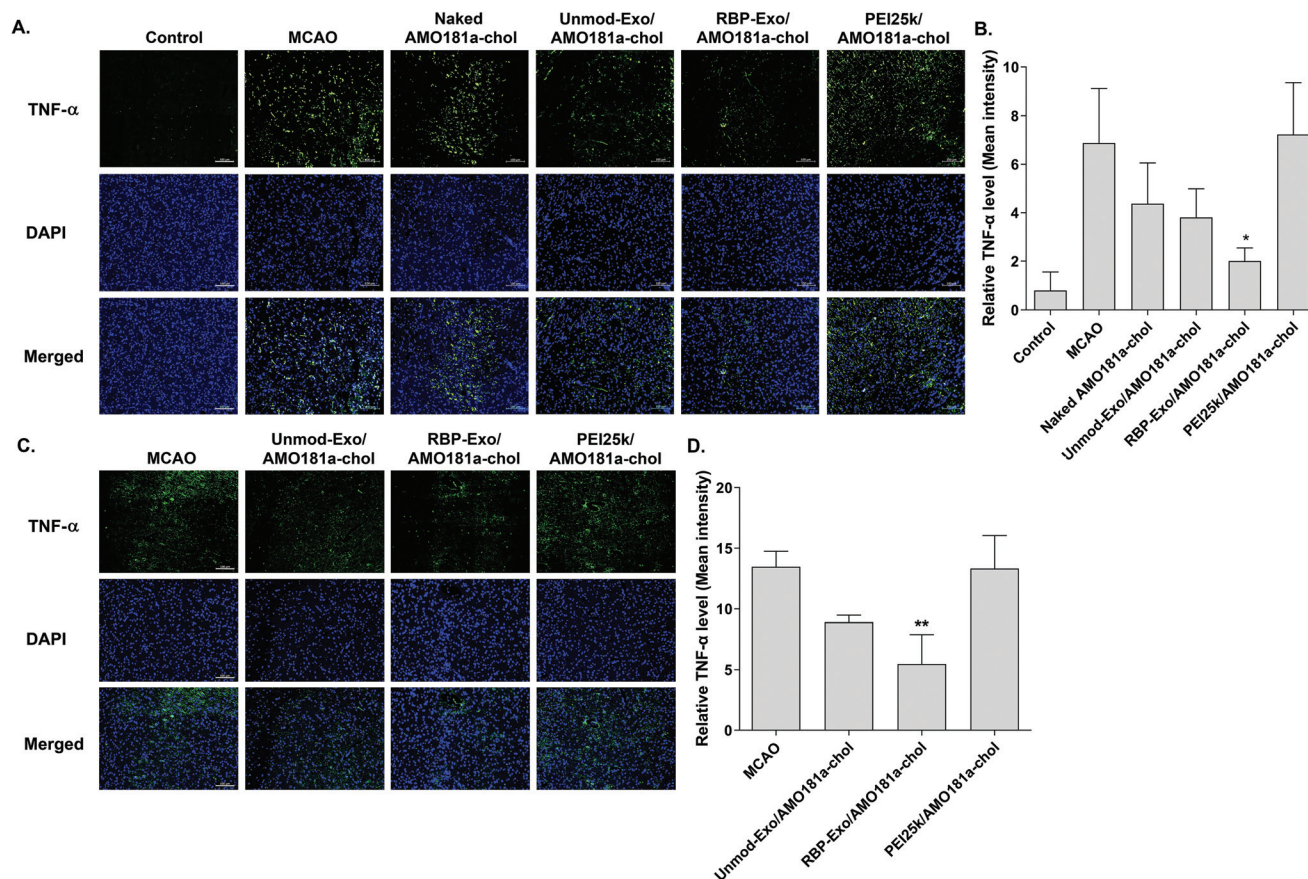 A.
Control
MCAO
Naked
AMO181a-chol
Unmod-Exo/
AMO181a-chol
RBP-Exo/
AMO181a-chol
PEI25k/
AMO181a-chol
TNF-α
DAPI
Merged
B.
Relative TNF-α level (Mean intensity)
10
8
6
4
2
0
*
Control
MCAO
Naked AMO181a-chol
Unmod-Exo/AMO181a-chol
RBP-Exo/AMO181a-chol
PEI25k/AMO181a-chol
C.
MCAO
Unmod-Exo/
AMO181a-chol
RBP-Exo/
AMO181a-chol
PEI25k/
AMO181a-chol
TNF-α
DAPI
Merged
D.
Relative TNF-α level (Mean intensity)
20
15
10
5
0
**
MCAO
Unmod-Exo/AMO181a-chol
RBP-Exo/AMO181a-chol
PEI25k/AMO181a-chol